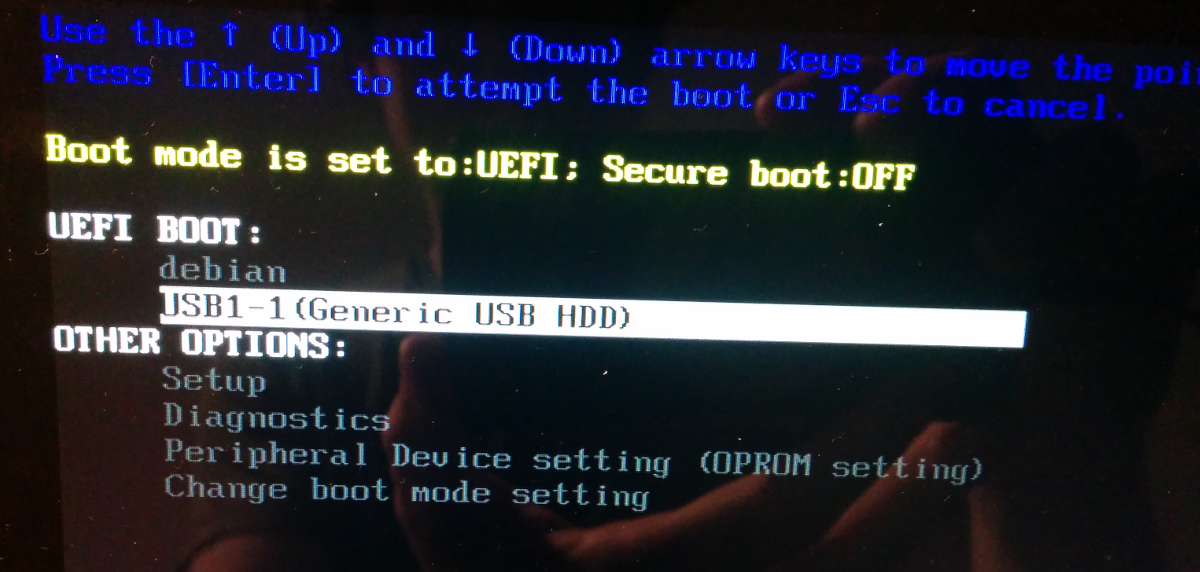 Use the ↑ (Up) and ↓ (Down) arrow keys to move the poi
Press [Enter] to attempt the boot or Esc to cancel.
Boot mode is set to:UEFI; Secure boot:OFF
UEFI BOOT:
debian
USB1-1(Generic USB HDD)
OTHER OPTIONS:
Setup
Diagnostics
Peripheral Device setting (OPROM setting)
Change boot mode setting